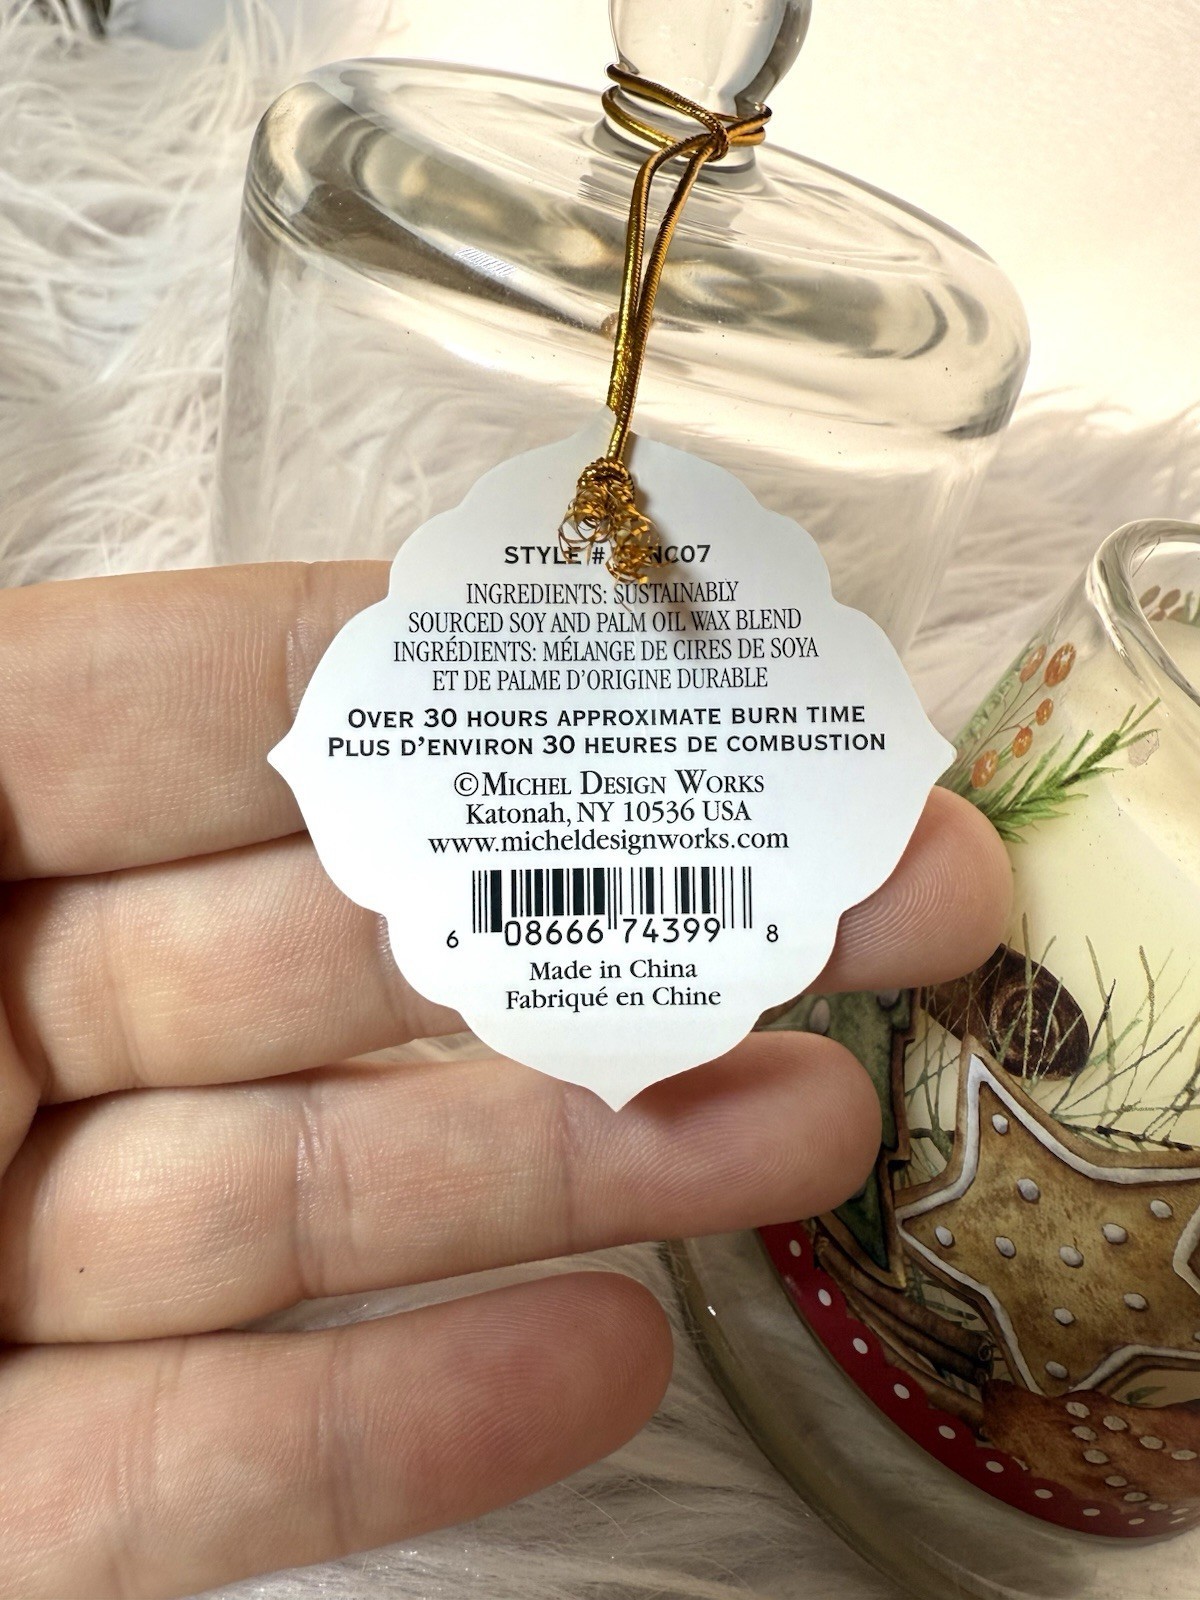 STYLE #
INGREDIENTS: SUSTAINABLY
SOURCED SOY AND PALM OIL WAX BLEND
INGRÉDIENTS: MÉLANGE DE CIRES DE SOYA
ET DE PALME D'ORIGINE DURABLE
OVER 30 HOURS APPROXIMATE BURN TIME
PLUS D'ENVIRON 30 HEURES DE COMBUSTION
©MICHEL DESIGN WORKS
Katonah, NY 10536 USA
www.micheldesignworks.com
6 08666 74399 8
Made in China
Fabriqué en Chine